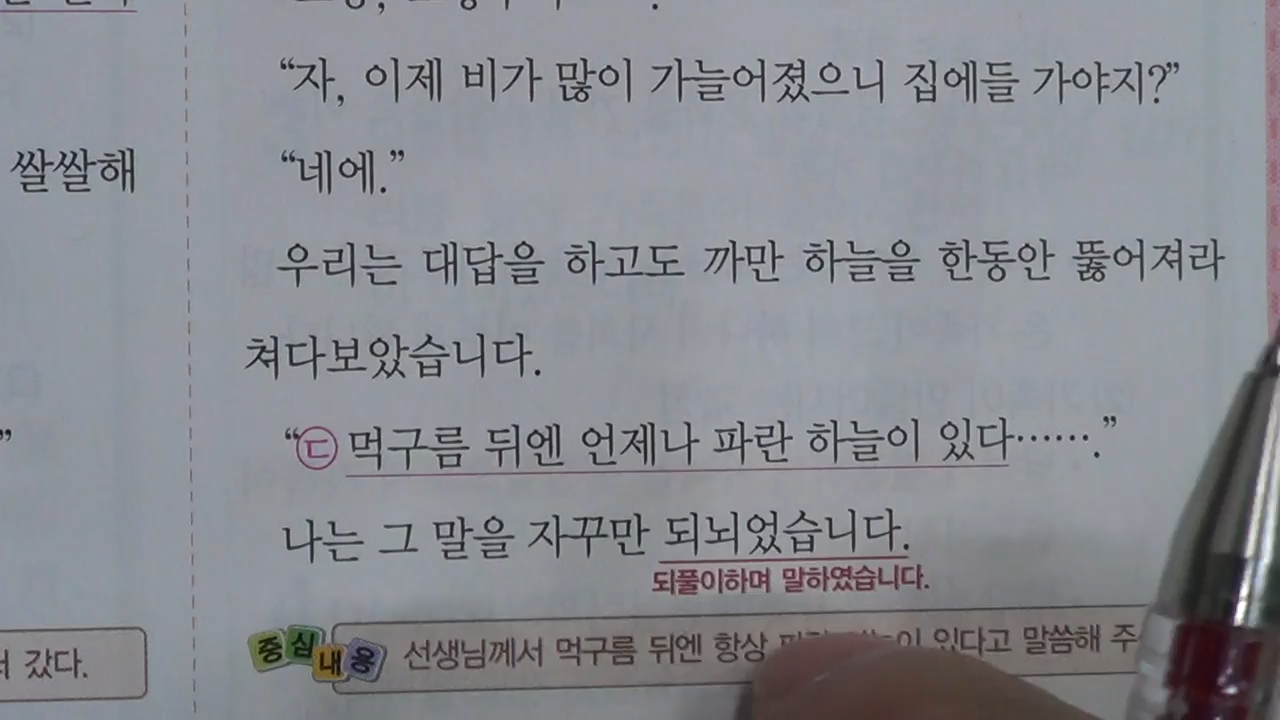 쌀쌀해
”
갔다.
“자, 이제 비가 많이 가늘어졌으니 집에들 가야지?”
“네에.”
우리는 대답을 하고도 까만 하늘을 한동안 뚫어져라
쳐다보았습니다.
“㉢ 먹구름 뒤엔 언제나 파란 하늘이 있다…….”
나는 그 말을 자꾸만 되뇌었습니다.
되풀이하며 말하였습니다.
중심내용 선생님께서 먹구름 뒤엔 항상 있다고 말씀해